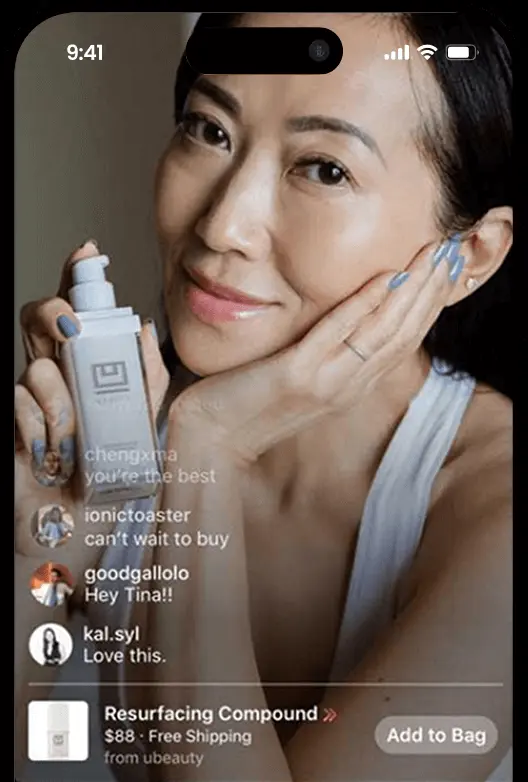 9:41
chengxma
you're the best
ionictoaster
can't wait to buy
goodgallolo
Hey Tina!!
kal.syl
Love this.
Resurfacing Compound
$88 · Free Shipping
Add to Bag
from ubeauty